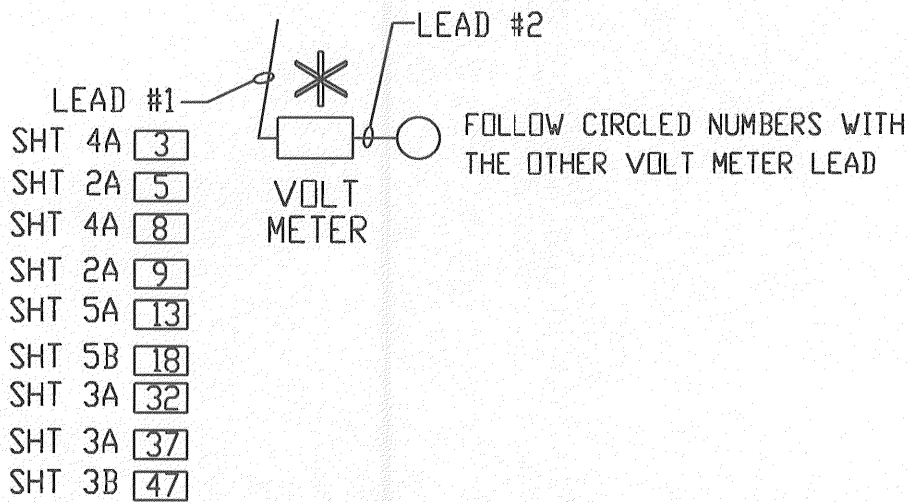 LEAD #2
LEAD #1
FOLLOW CIRCLED NUMBERS WITH
THE OTHER VOLT METER LEAD
VOLT
METER
SHT 4A 3
SHT 2A 5
SHT 4A 8
SHT 2A 9
SHT 5A 13
SHT 5B 18
SHT 3A 32
SHT 3A 37
SHT 3B 47